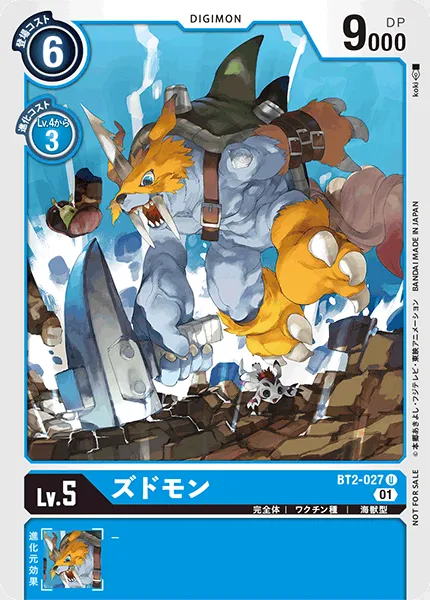 登場コスト
6
DIGIMON
DP
9000
進化コスト
Lv.4から
3
koki
©本郷あきよし・フジテレビ・東映アニメーション BANDAI MADE IN JAPAN
BT2-027 U
Lv.5
ズドモン
01
完全体 | ワクチン種 | 海獣型
NOT FOR SALE
進化元効果
－